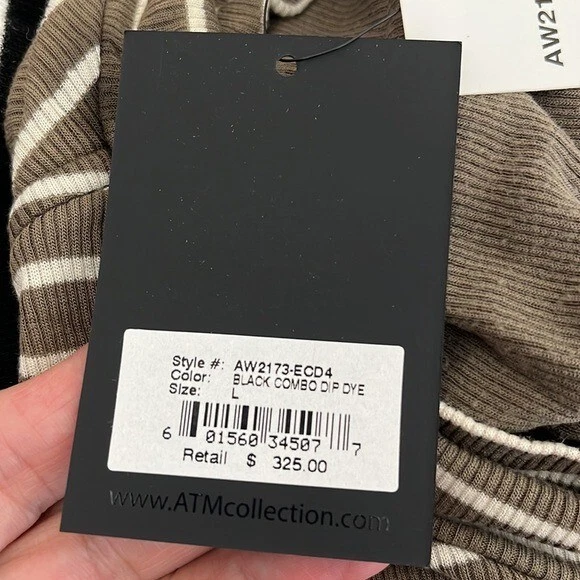 AW21
Style #: AW2173-ECD4
Color: BLACK COMBO DIP DYE
Size: L
6 01560 34507 7
Retail $ 325.00
www.ATMcollection.com